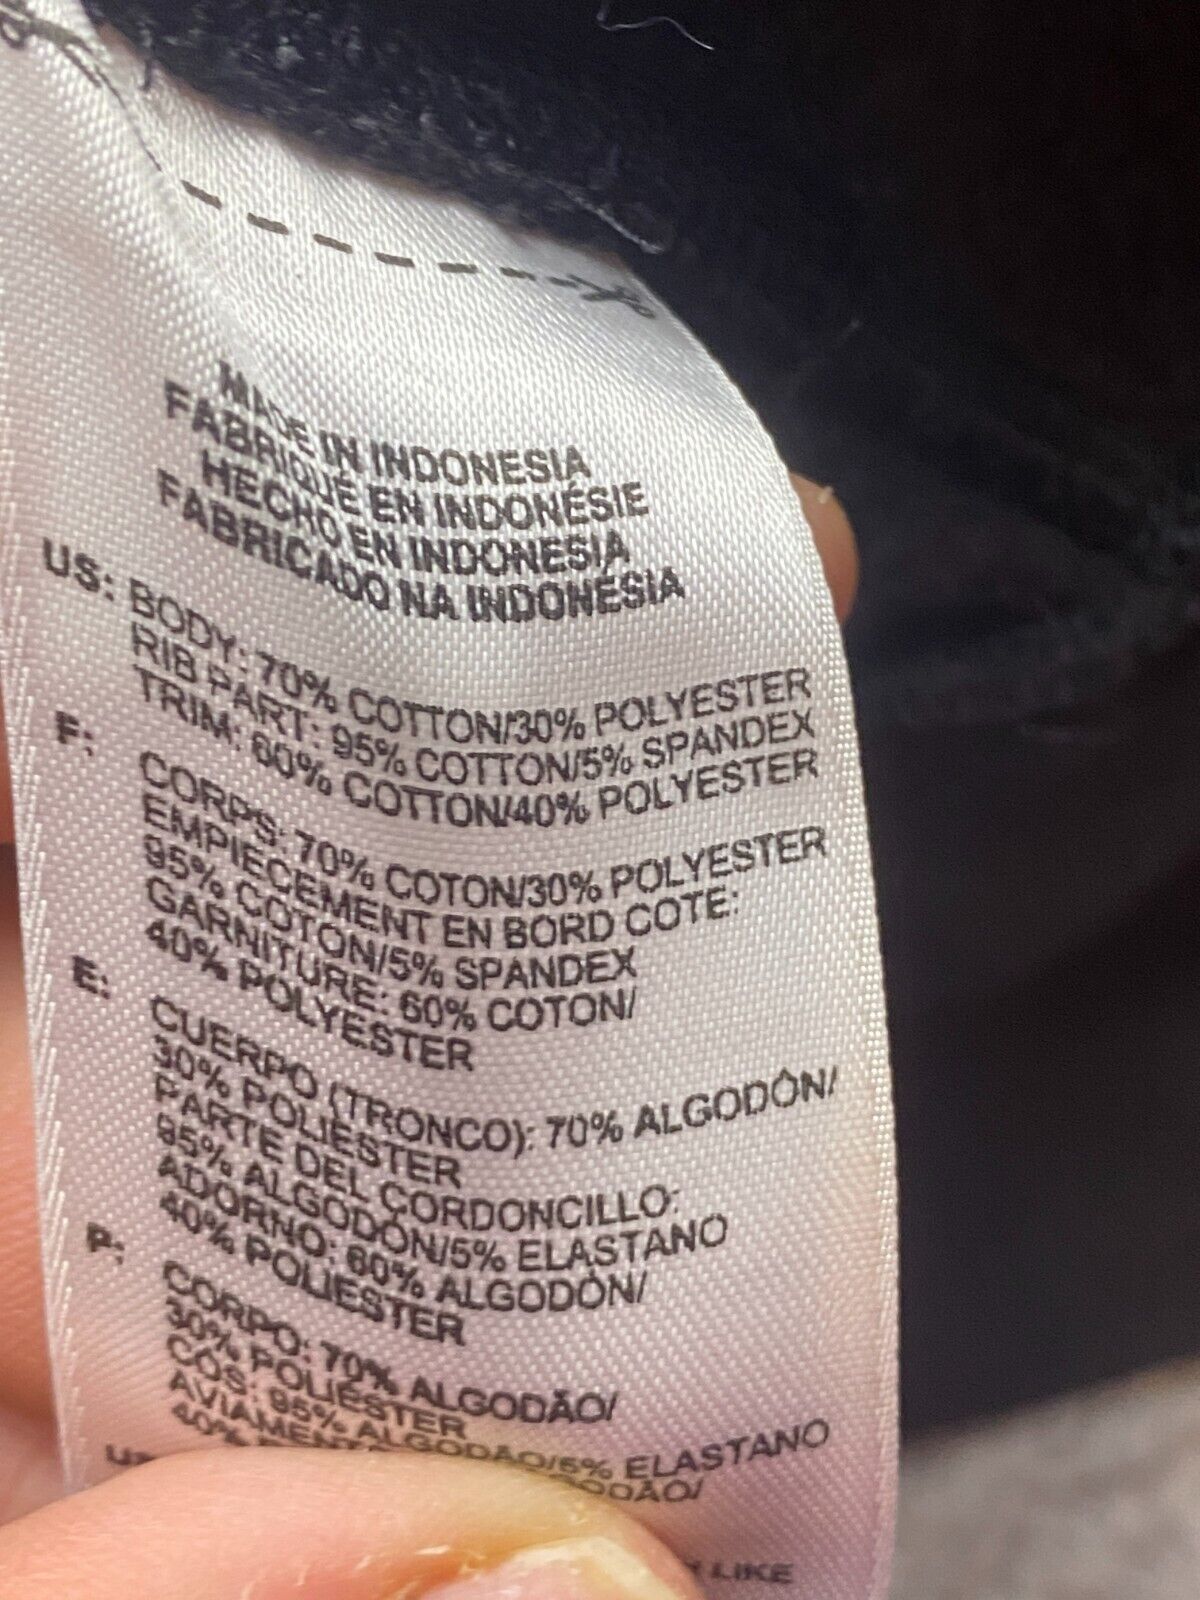 MADE IN INDONESIA
FABRIQUÉ EN INDONÉSIE
HECHO EN INDONESIA
FABRICADO NA INDONÉSIA
US: BODY: 70% COTTON/30% POLYESTER
RIB PART: 95% COTTON/5% SPANDEX
TRIM: 60% COTTON/40% POLYESTER
F: CORPS: 70% COTON/30% POLYESTER
EMPIECEMENT EN BORD COTE:
95% COTON/5% SPANDEX
GARNITURE: 60% COTON/
40% POLYESTER
E: CUERPO (TRONCO): 70% ALGODÓN/
30% POLIÉSTER
PARTE DEL CORDONCILLO:
95% ALGODÓN/5% ELASTANO
ADORNO: 60% ALGODÓN/
40% POLIÉSTER
P: CORPO: 70% ALGODÃO/
30% POLIÉSTER
CÓS: 95% ALGODÃO/5% ELASTANO
40%
LIKE